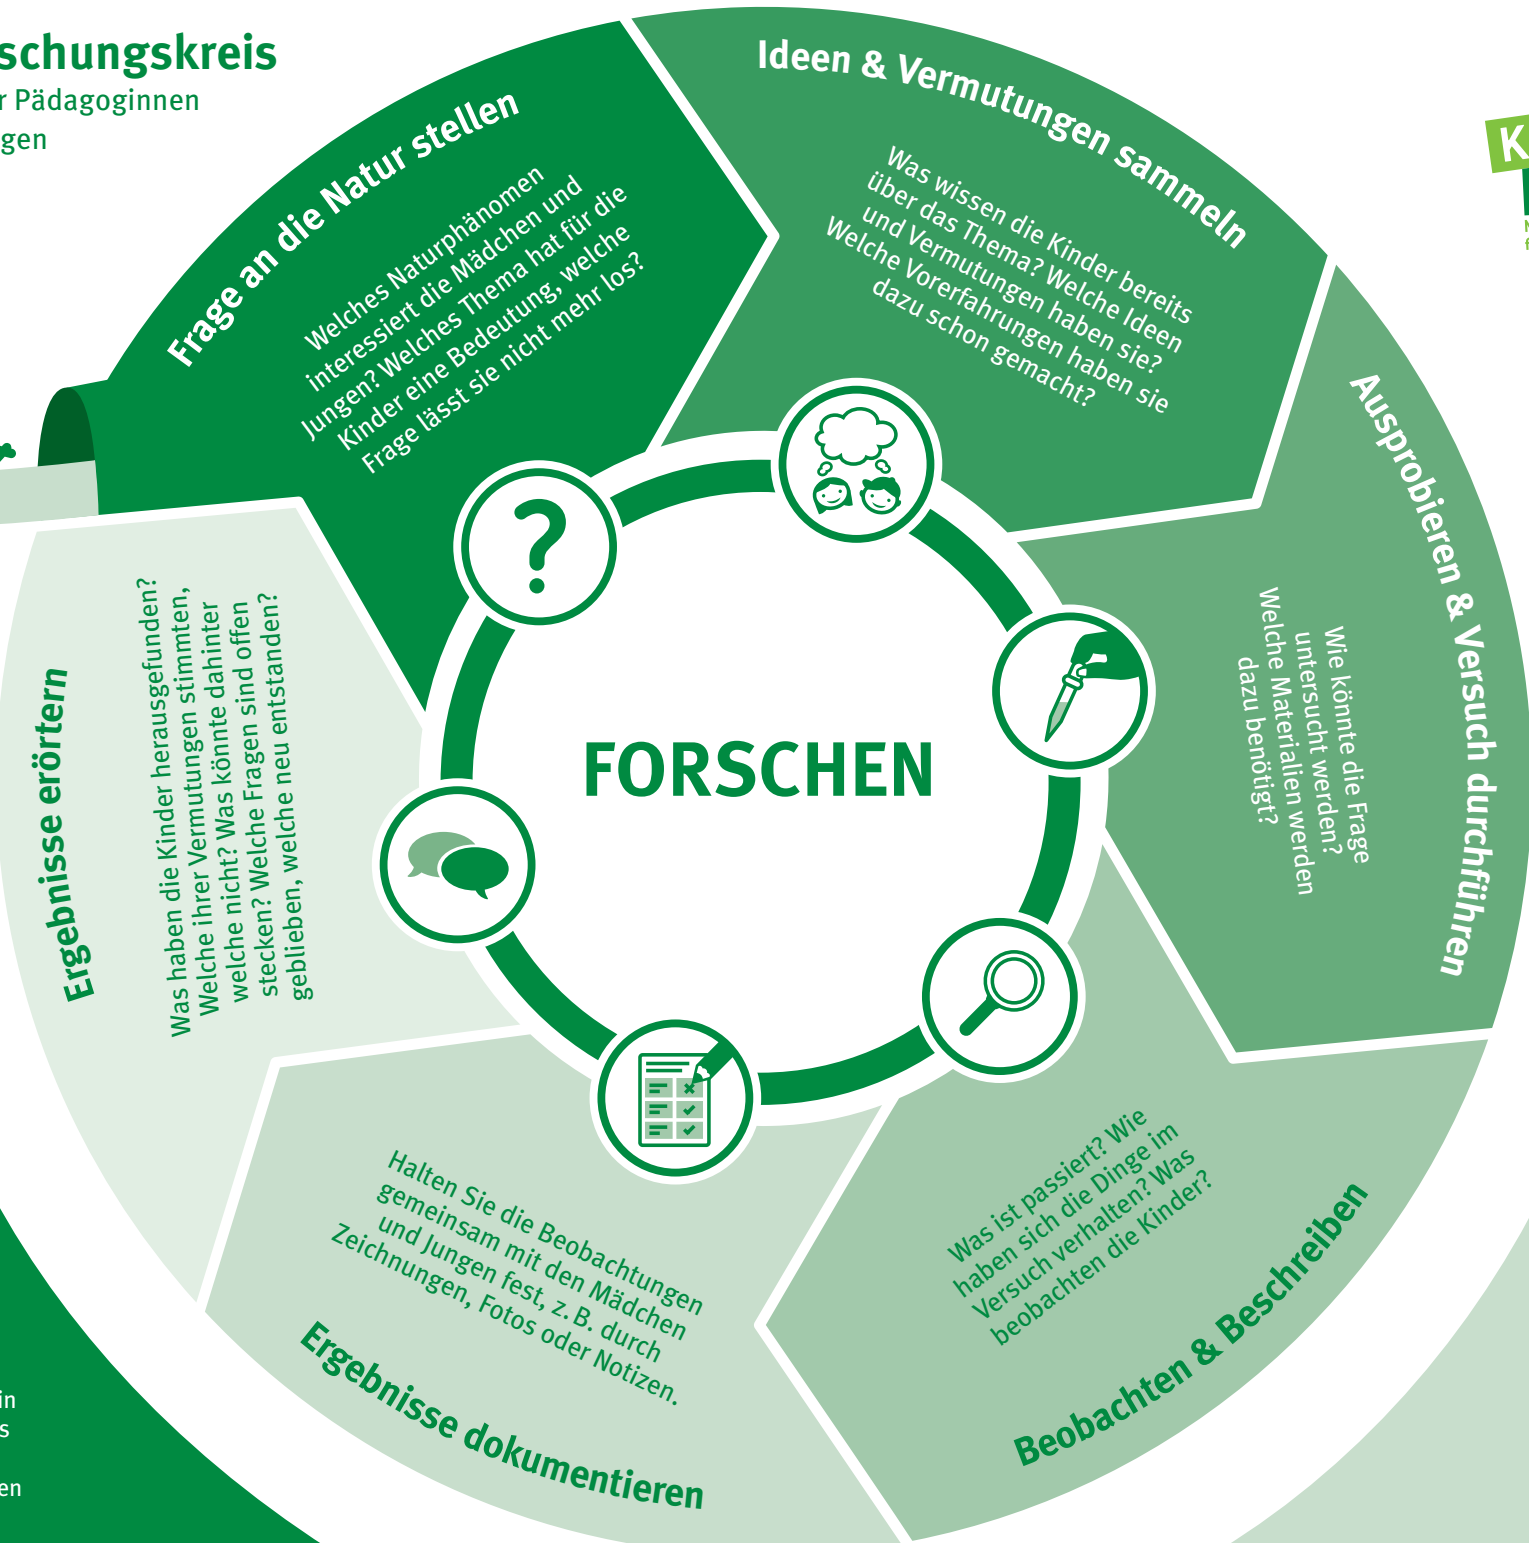 schungskreis
r Pädagoginnen
gen
Frage an die Natur stellen
Welches Naturphänomen
interessiert die Mädchen und
Jungen? Welches Thema hat für die
Kinder eine Bedeutung, welche
Frage lässt sie nicht mehr los?
Ideen & Vermutungen sammeln
Was wissen die Kinder bereits
über das Thema? Welche Ideen
und Vermutungen haben sie?
Welche Vorerfahrungen haben sie
dazu schon gemacht?
K
Ausprobieren & Versuch durchführen
Wie könnte die Frage
untersucht werden?
Welche Materialien werden
dazu benötigt?
Beobachten & Beschreiben
Was ist passiert? Wie
haben sich die Dinge im
Versuch verhalten? Was
beobachten die Kinder?
Ergebnisse dokumentieren
Halten Sie die Beobachtungen
gemeinsam mit den Mädchen
und Jungen fest, z. B. durch
Zeichnungen, Fotos oder Notizen.
Ergebnisse erörtern
Was haben die Kinder herausgefunden?
Welche ihrer Vermutungen stimmten,
welche nicht? Was könnte dahinter
stecken? Welche Fragen sind offen
geblieben, welche neu entstanden?
?
FORSCHEN
in
s
en